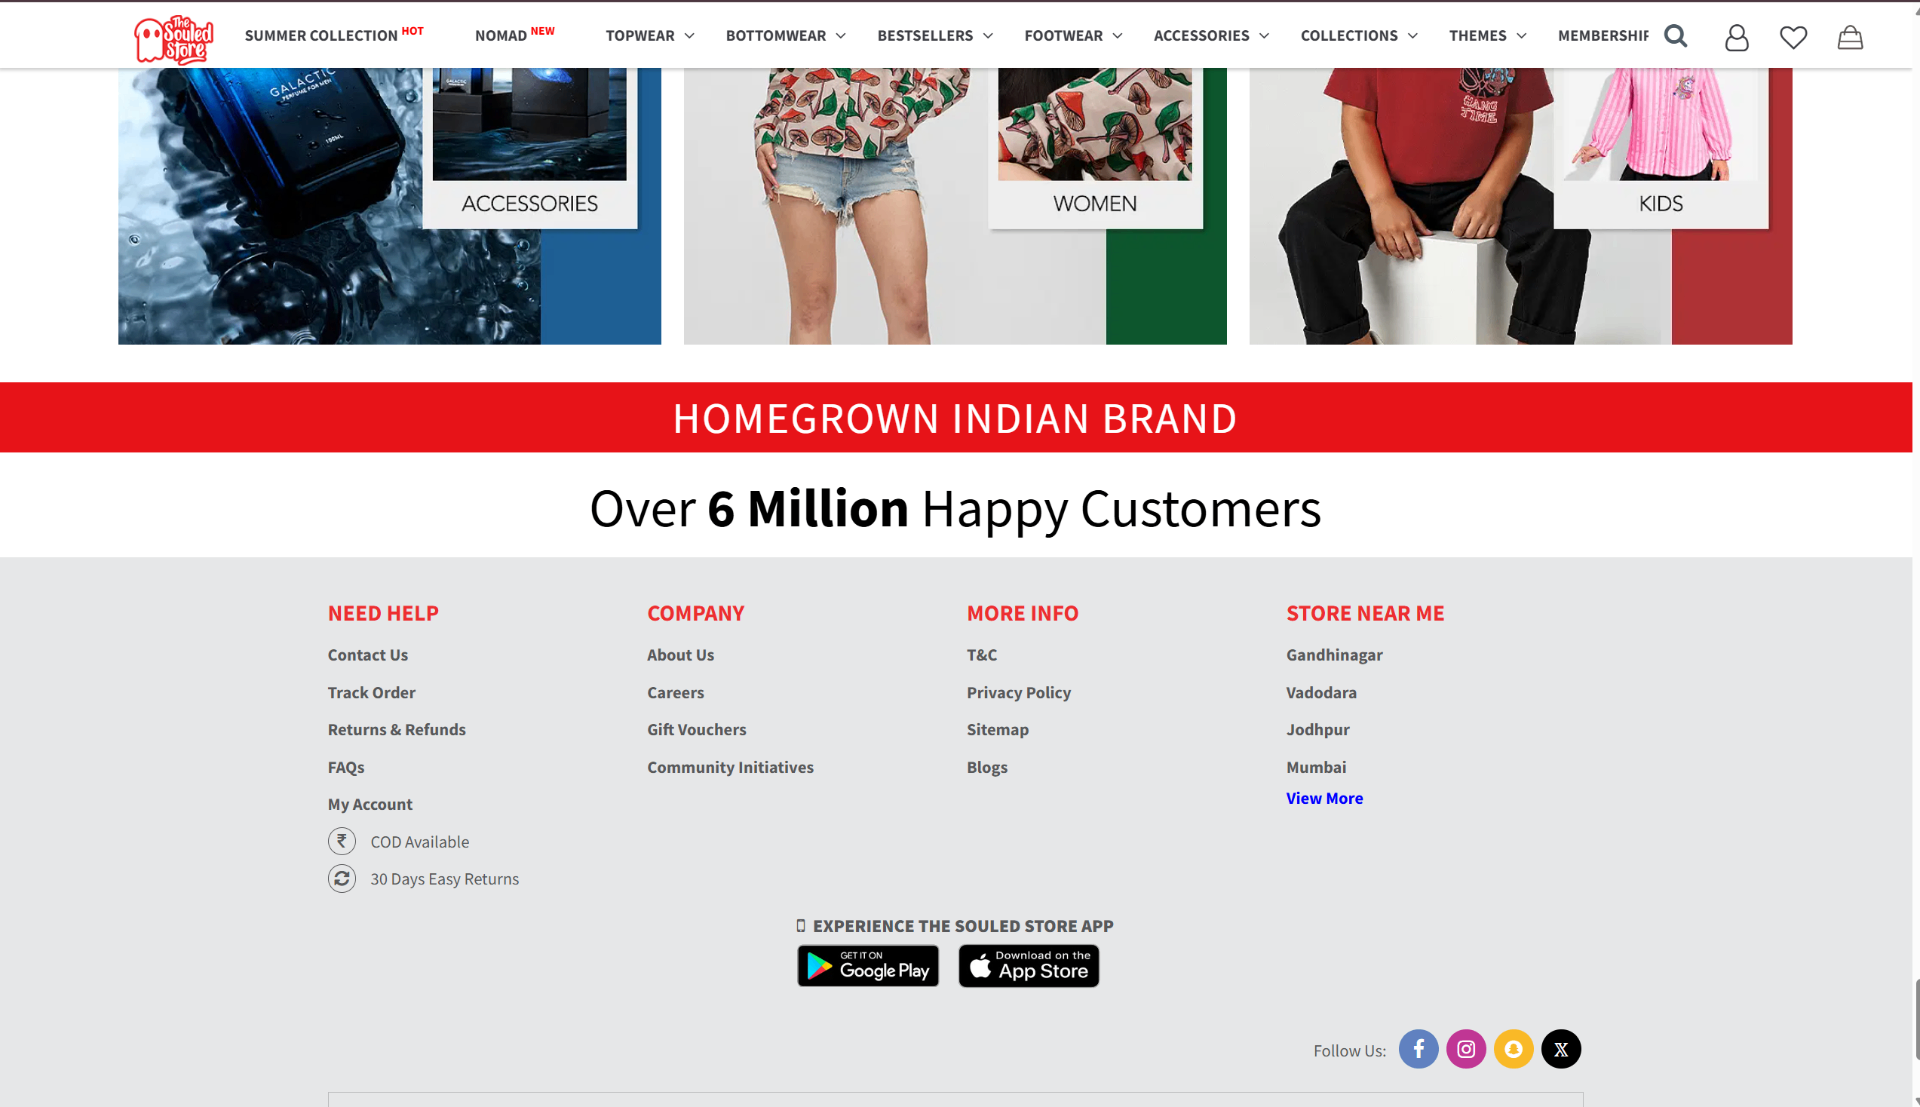 The Souled Store
SUMMER COLLECTION HOT
NOMAD NEW
TOPWEAR
BOTTOMWEAR
BESTSELLERS
FOOTWEAR
ACCESSORIES
COLLECTIONS
THEMES
MEMBERSHIP
GALACTIC
PERFUME FOR MEN
100ML
ACCESSORIES
WOMEN
HANG
TIME
KIDS
HOMEGROWN INDIAN BRAND
Over 6 Million Happy Customers
NEED HELP
Contact Us
Track Order
Returns & Refunds
FAQs
My Account
₹ COD Available
30 Days Easy Returns
COMPANY
About Us
Careers
Gift Vouchers
Community Initiatives
MORE INFO
T&C
Privacy Policy
Sitemap
Blogs
STORE NEAR ME
Gandhinagar
Vadodara
Jodhpur
Mumbai
View More
EXPERIENCE THE SOULED STORE APP
GET IT ON
Google Play
Download on the
App Store
Follow Us: